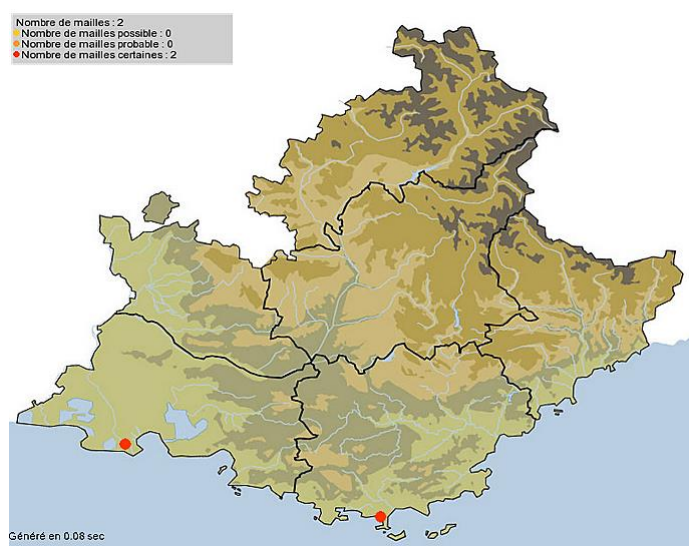 Nombre de mailles : 2
Nombre de mailles possible : 0
Nombre de mailles probable : 0
Nombre de mailles certaines : 2
Généré en 0.08 sec